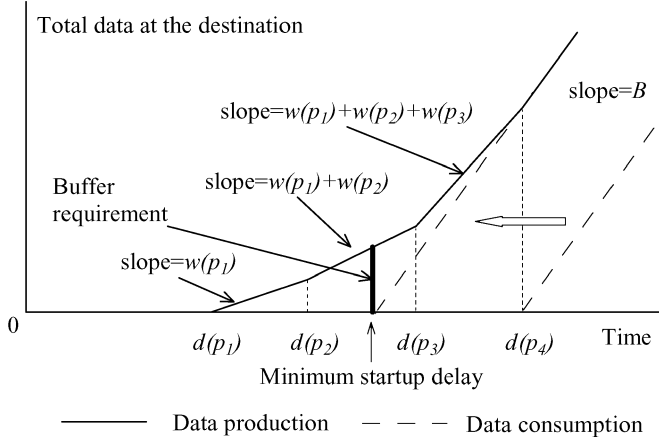 Total data at the destination
slope=B
slope=w(p₁)+w(p₂)+w(p₃)
Buffer
requirement
slope=w(p₁)+w(p₂)
slope=w(p₁)
0
d(p₁)
d(p₂)
d(p₃)
d(p₄)
Time
Minimum startup delay
Data production
Data consumption